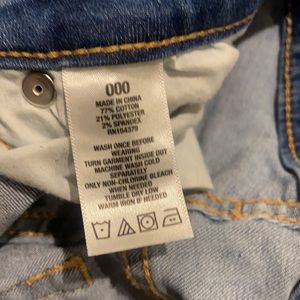 000
MADE IN CHINA
77% COTTON
21% POLYESTER
2% SPANDEX
RN154379
WASH ONCE BEFORE
WEARING
TURN GARMENT INSIDE OUT
MACHINE WASH COLD
SEPARATELY
ONLY NON-CHLORINE BLEACH
WHEN NEEDED
TUMBLE DRY LOW
WARM IRON IF NEEDED